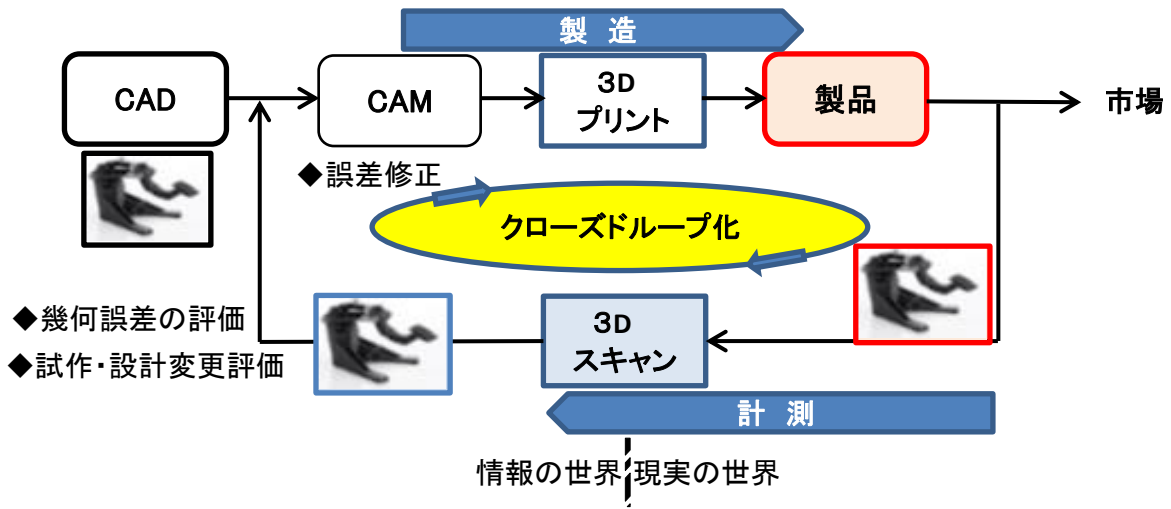 製 造
CAD
CAM
3D
プリント
製品
市場
◆誤差修正
クローズドループ化
◆幾何誤差の評価
◆試作・設計変更評価
3D
スキャン
計 測
情報の世界
現実の世界